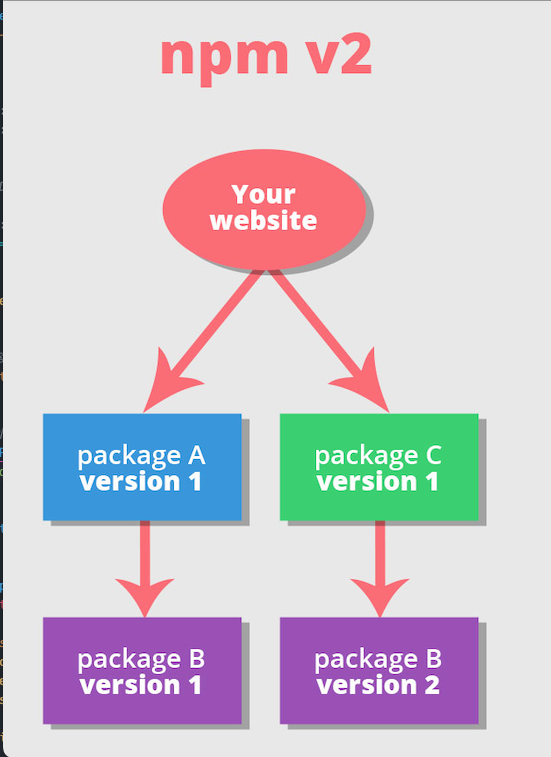 npm v2
Your
website
package A
version 1
package C
version 1
package B
version 1
package B
version 2